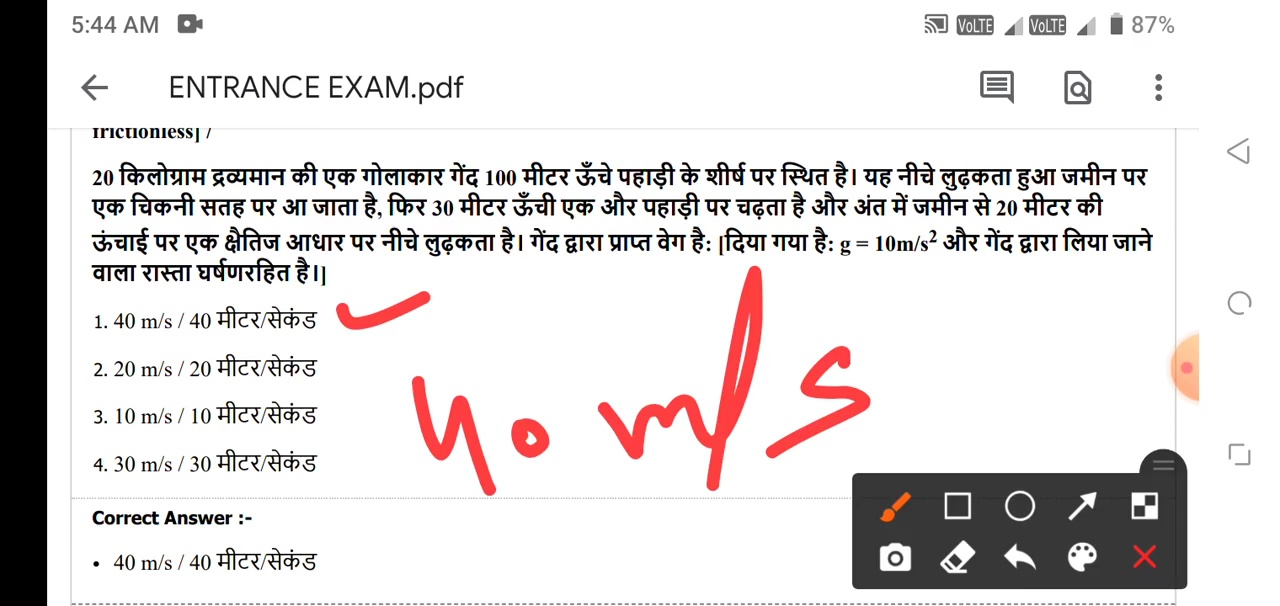 5:44 AM VoLTE VoLTE 87%
ENTRANCE EXAM.pdf
frictionless] /
20 किलोग्राम द्रव्यमान की एक गोलाकार गेंद 100 मीटर ऊँचे पहाड़ी के शीर्ष पर स्थित है। यह नीचे लुढ़कता हुआ जमीन पर
एक चिकनी सतह पर आ जाता है, फिर 30 मीटर ऊँची एक और पहाड़ी पर चढ़ता है और अंत में जमीन से 20 मीटर की
ऊंचाई पर एक क्षैतिज आधार पर नीचे लुढ़कता है। गेंद द्वारा प्राप्त वेग है: [दिया गया है: g = 10m/s² और गेंद द्वारा लिया जाने
वाला रास्ता घर्षणरहित है।]
1. 40 m/s / 40 मीटर/सेकंड
2. 20 m/s / 20 मीटर/सेकंड
3. 10 m/s / 10 मीटर/सेकंड
4. 30 m/s / 30 मीटर/सेकंड
40 m/s
Correct Answer :-
• 40 m/s / 40 मीटर/सेकंड